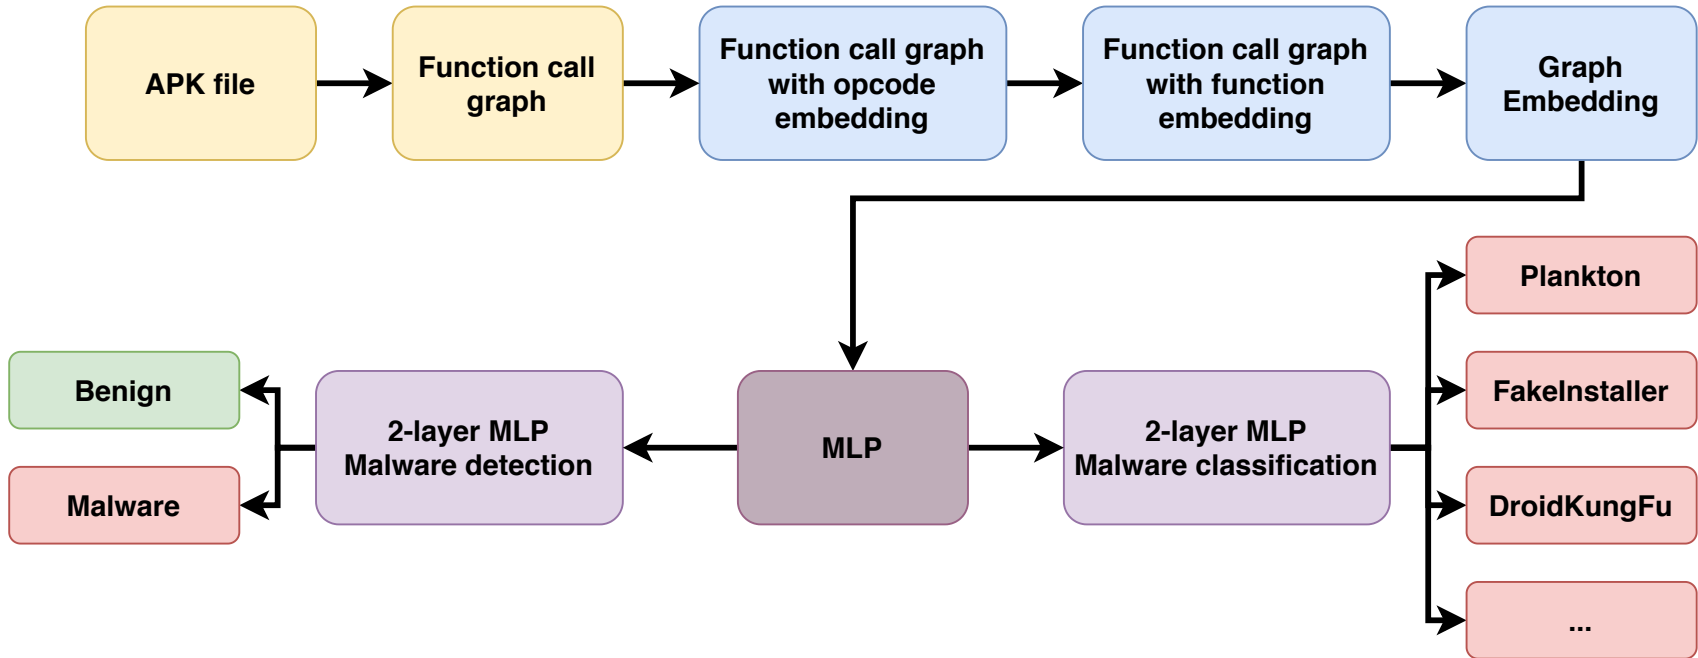 APK file
Function call
graph
Function call graph
with opcode
embedding
Function call graph
with function
embedding
Graph
Embedding
Benign
Malware
2-layer MLP
Malware detection
MLP
2-layer MLP
Malware classification
Plankton
FakeInstaller
DroidKungFu
...